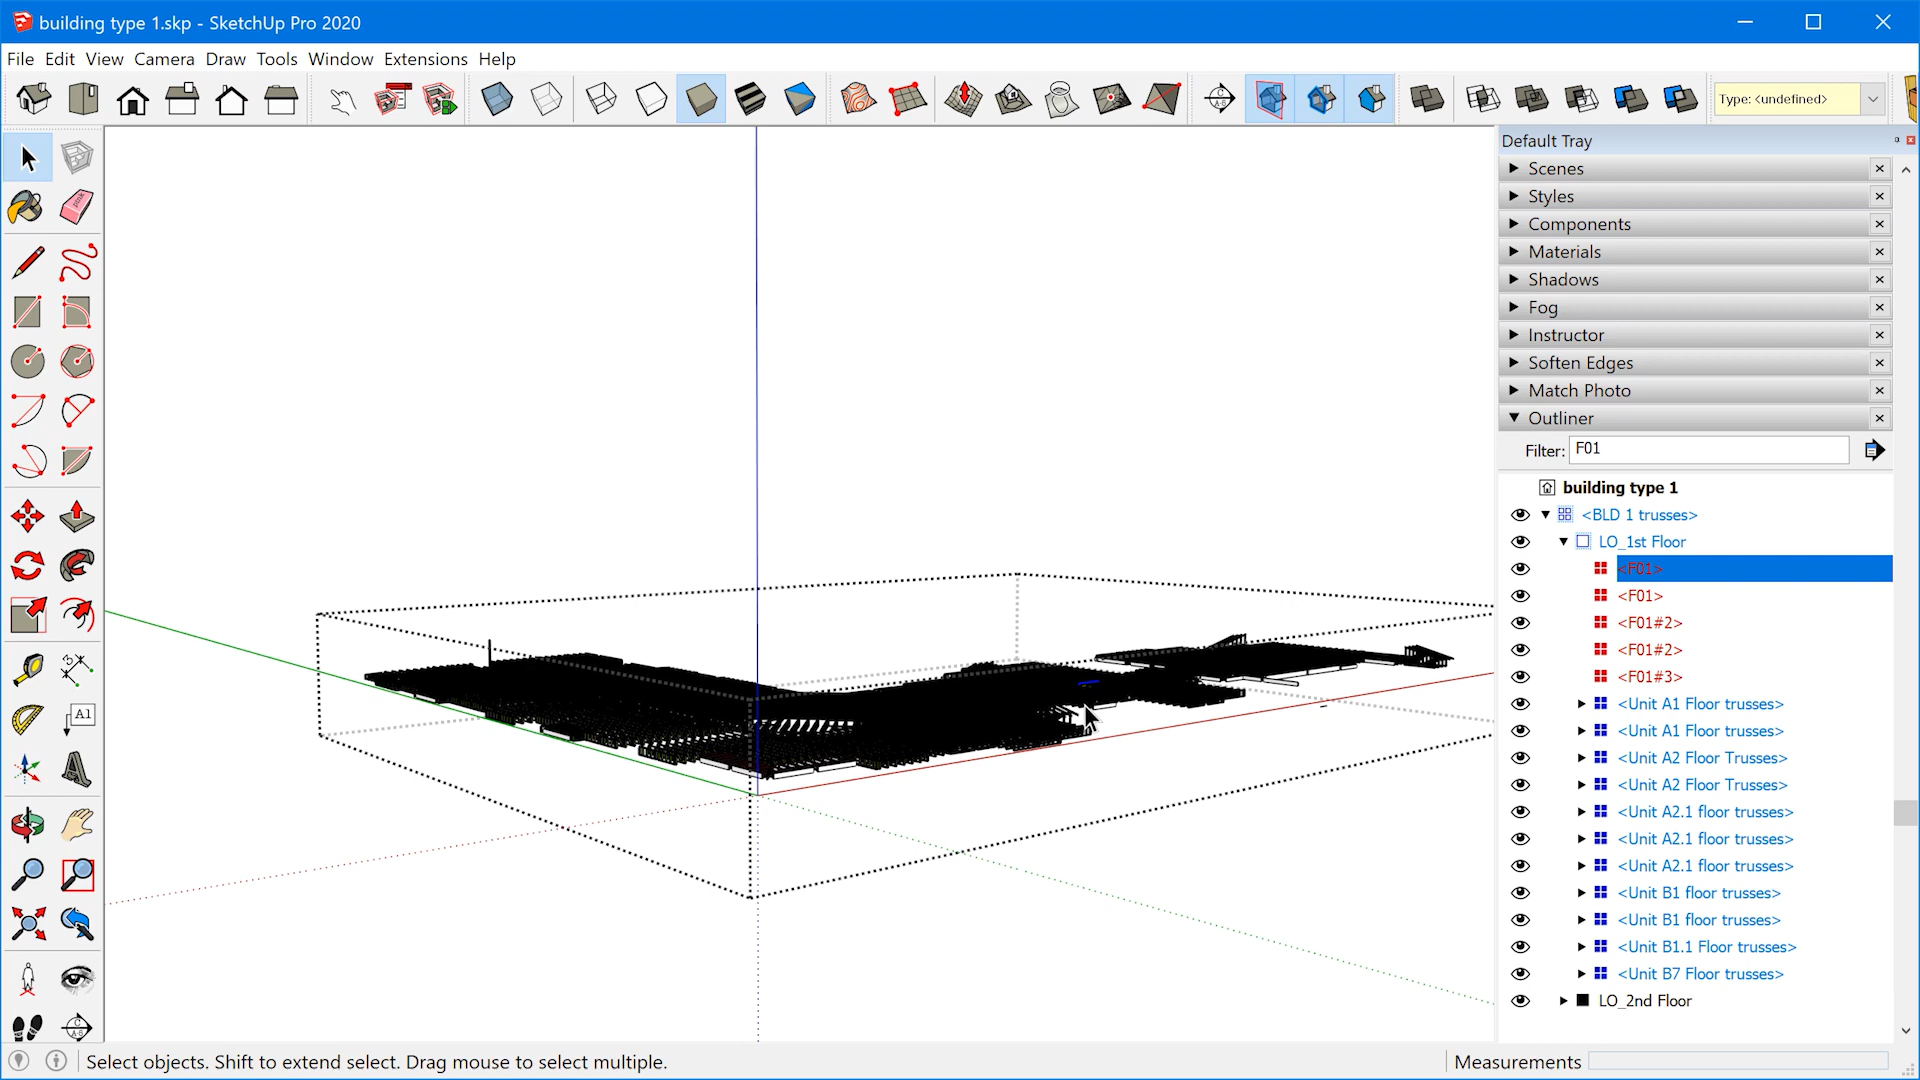 building type 1.skp - SketchUp Pro 2020
File Edit View Camera Draw Tools Window Extensions Help
Type: <undefined>
Default Tray
Scenes
Styles
Components
Materials
Shadows
Fog
Instructor
Soften Edges
Match Photo
Outliner
Filter: F01
building type 1
<BLD 1 trusses>
LO_1st Floor
<F01>
<F01>
<F01#2>
<F01#2>
<F01#3>
<Unit A1 Floor trusses>
<Unit A1 Floor trusses>
<Unit A2 Floor Trusses>
<Unit A2 Floor Trusses>
<Unit A2.1 floor trusses>
<Unit A2.1 floor trusses>
<Unit A2.1 floor trusses>
<Unit B1 floor trusses>
<Unit B1 floor trusses>
<Unit B1.1 Floor trusses>
<Unit B7 Floor trusses>
LO_2nd Floor
A1
Select objects. Shift to extend select. Drag mouse to select multiple.
Measurements